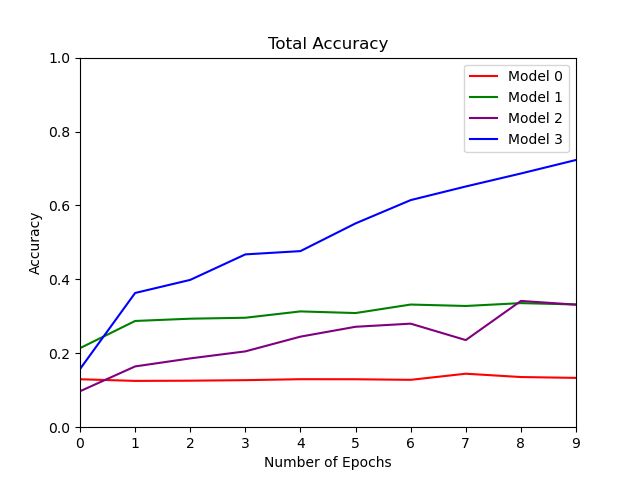 Total Accuracy
1.0
0.8
0.6
0.4
0.2
0.0
Accuracy
Model 0
Model 1
Model 2
Model 3
0 1 2 3 4 5 6 7 8 9
Number of Epochs